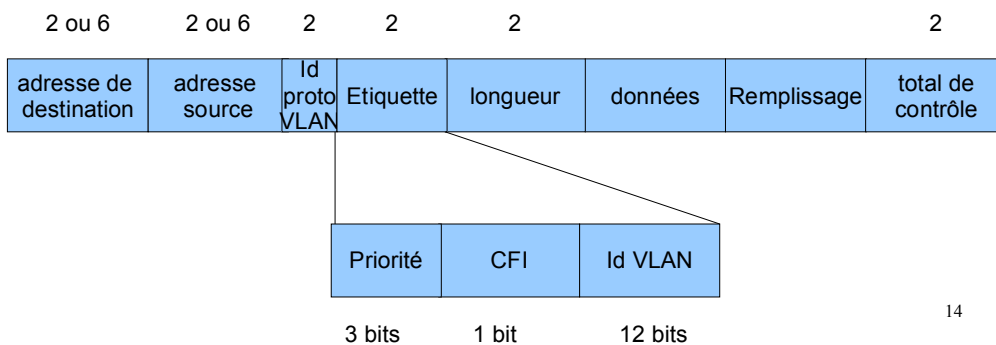 2 ou 6 2 ou 6 2 2 2 2
adresse de destination
adresse source
Id proto VLAN
Etiquette
longueur
données
Remplissage
total de contrôle
Priorité CFI Id VLAN
3 bits 1 bit 12 bits
14